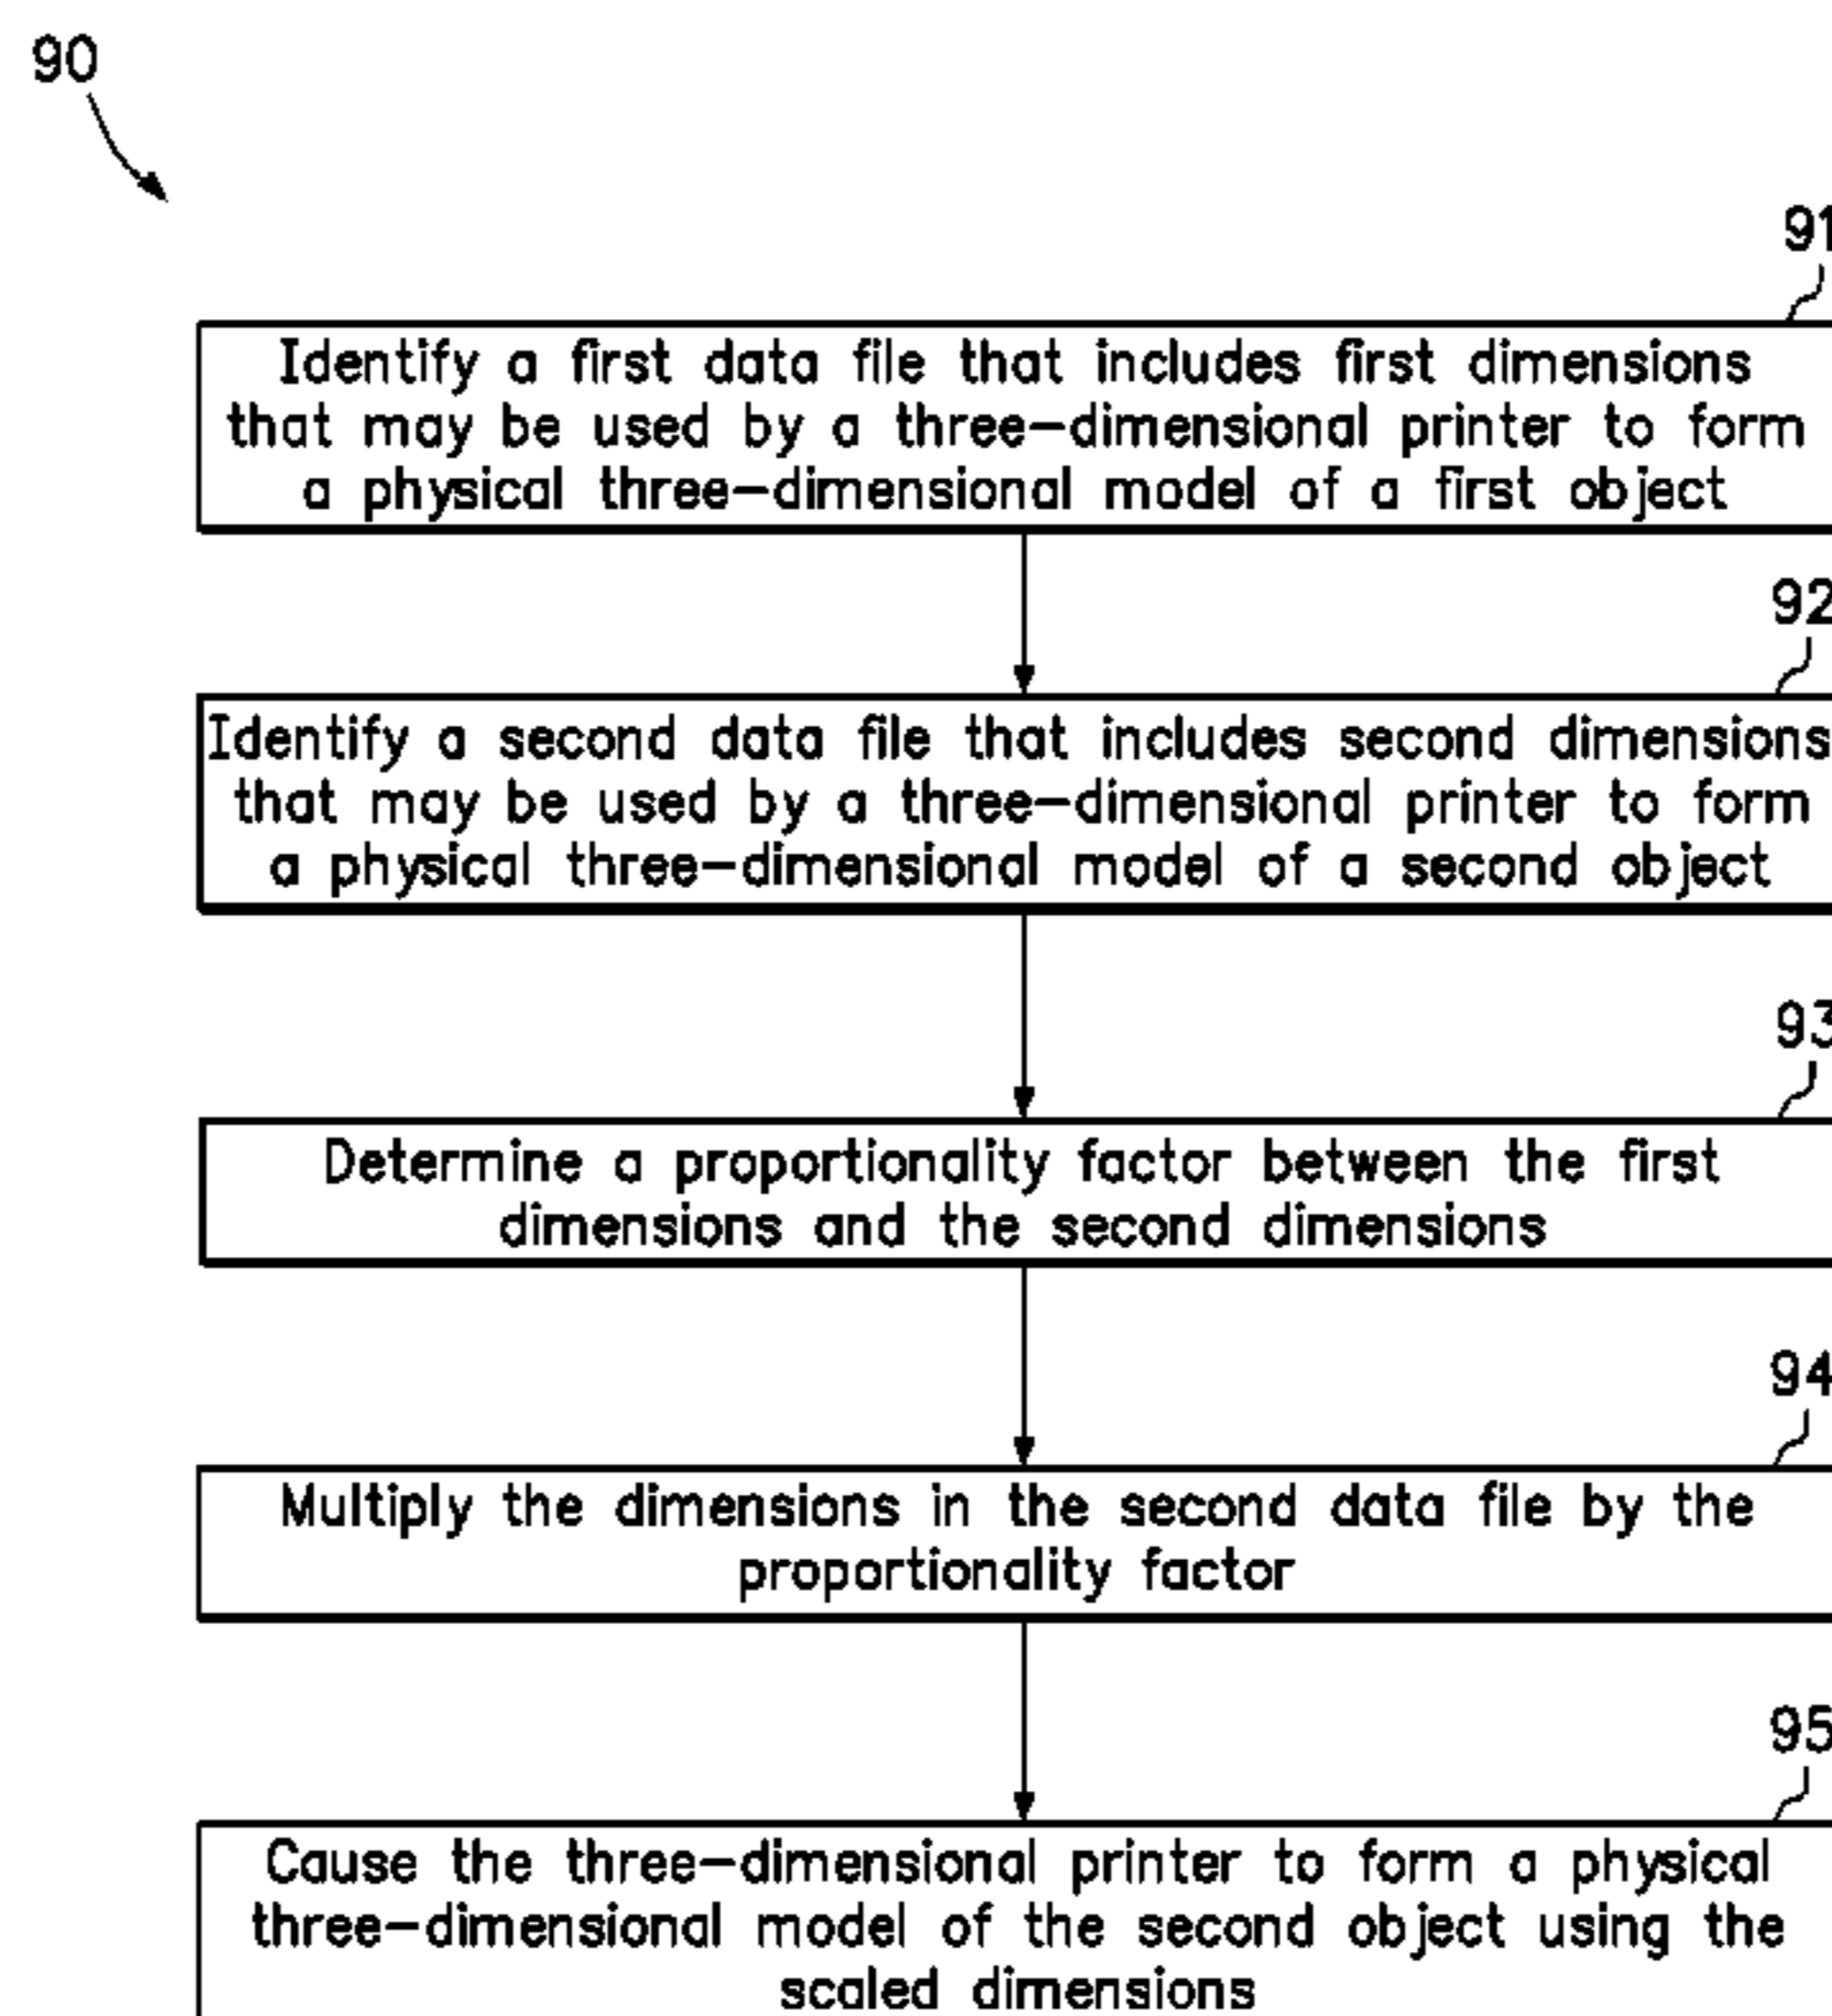 90
91
Identify a first data file that includes first dimensions
that may be used by a three-dimensional printer to form
a physical three-dimensional model of a first object
92
Identify a second data file that includes second dimensions
that may be used by a three-dimensional printer to form
a physical three-dimensional model of a second object
93
Determine a proportionality factor between the first
dimensions and the second dimensions
94
Multiply the dimensions in the second data file by the
proportionality factor
95
Cause the three-dimensional printer to form a physical
three-dimensional model of the second object using the
scaled dimensions